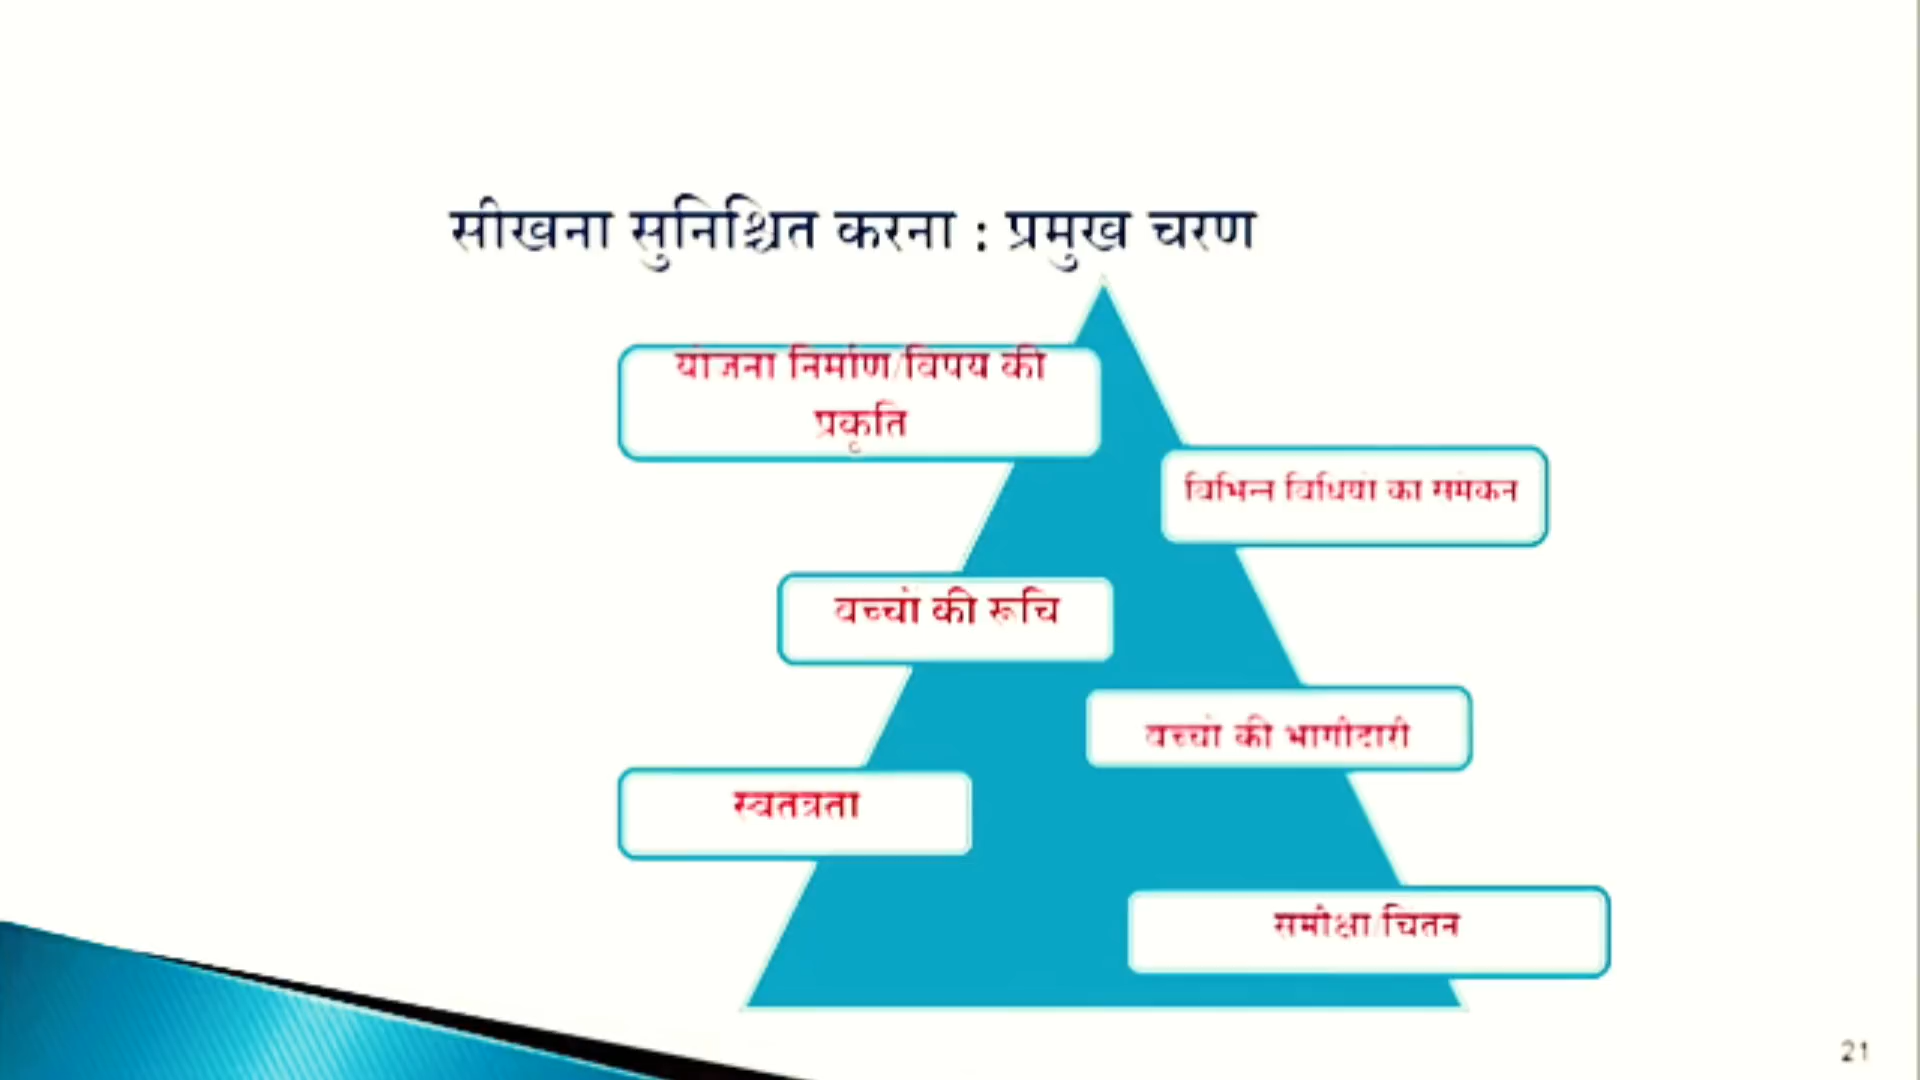 सीखना सुनिश्चित करना : प्रमुख चरण
योजना निर्माण/विषय की
प्रकृति
विभिन्न विधियों का समेकन
बच्चों की रूचि
बच्चों की भागीदारी
स्वतंत्रता
समीक्षा/चिंतन
21